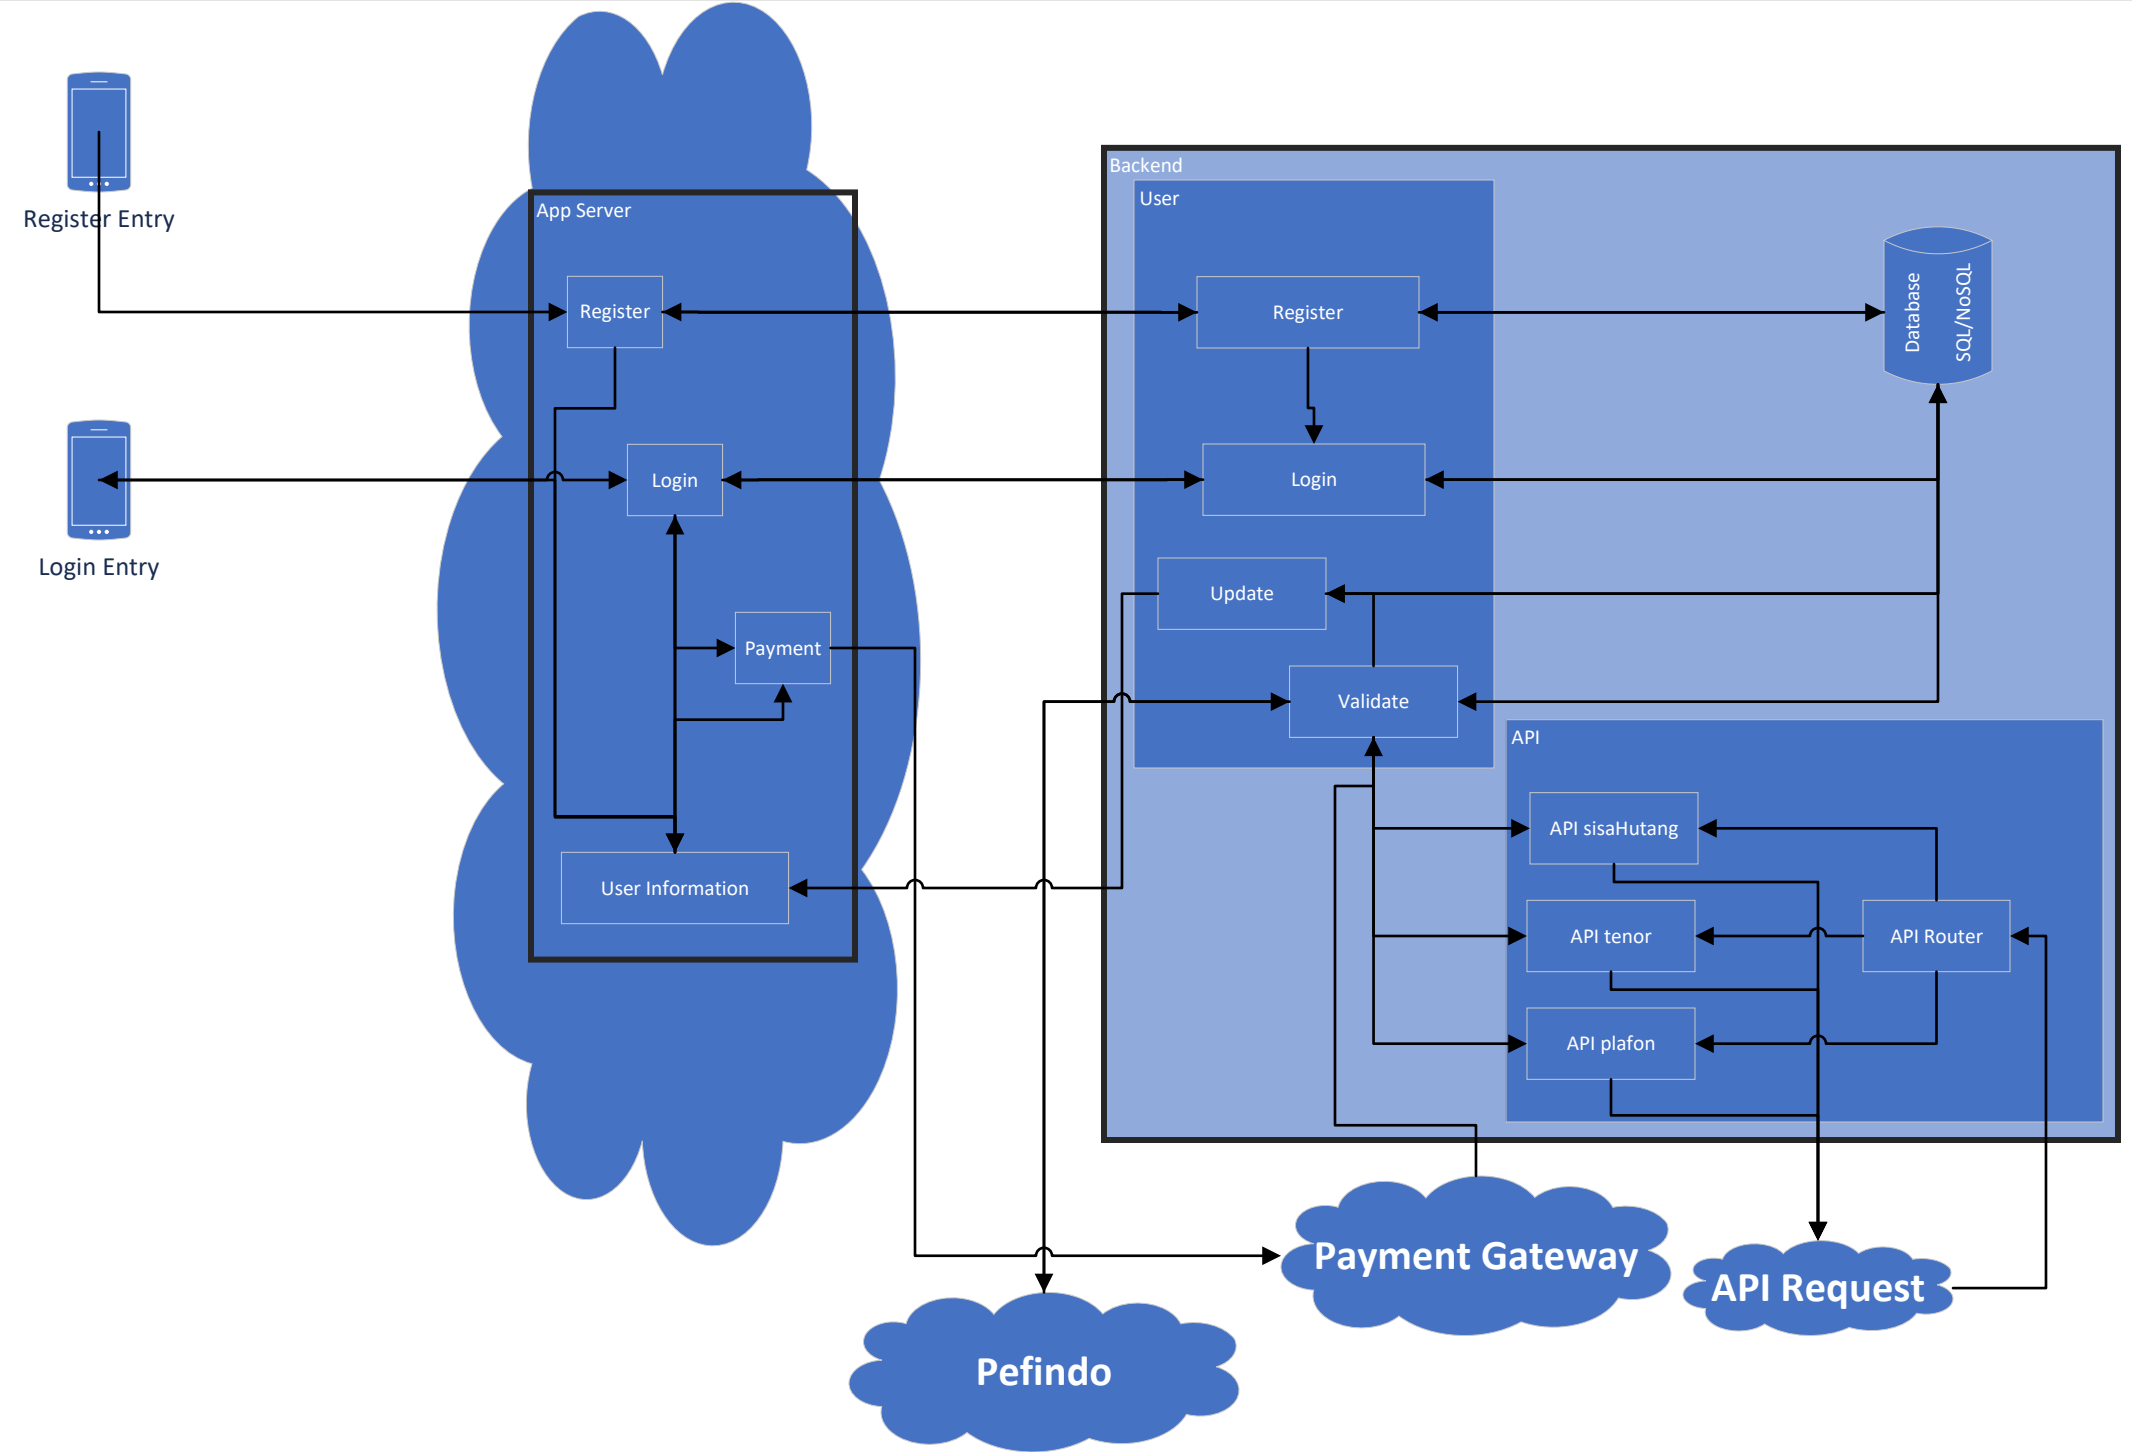 Register Entry
Login Entry
App Server
Register
Login
Payment
User Information
Backend
User
Register
Login
Update
Validate
Database
SQL/NoSQL
API
API sisaHutang
API tenor
API Router
API plafon
Payment Gateway
API Request
Pefindo